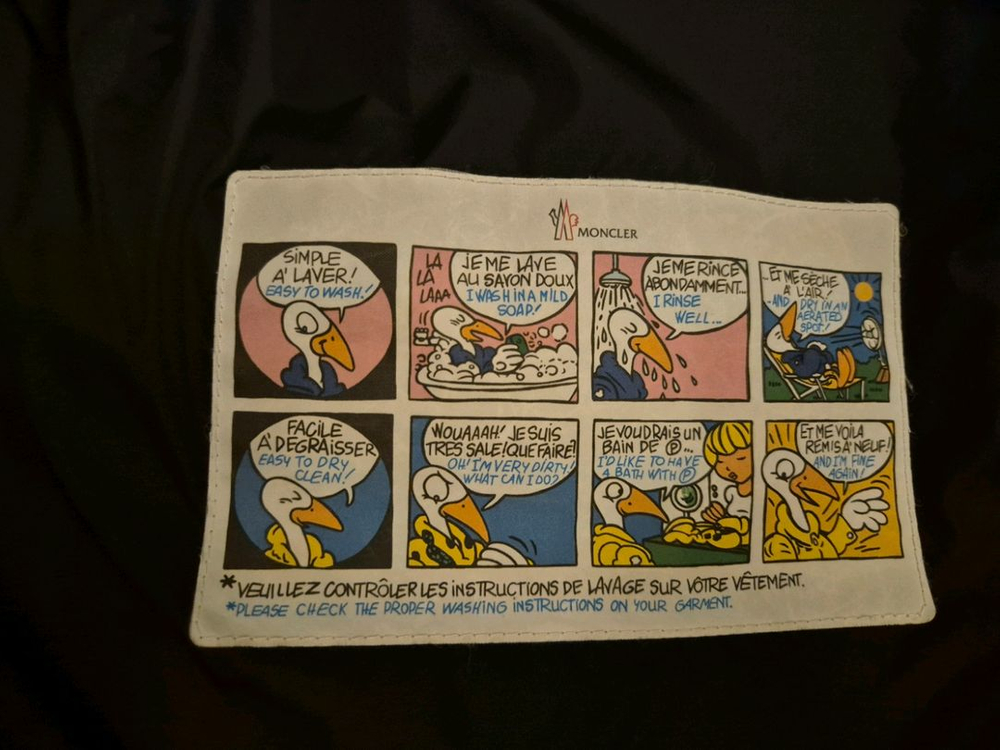 MONCLER
SIMPLE
A' LAVER!
EASY TO WASH!
LA
LA
LAAA
JE ME LAVE
AU SAVON DOUX
I WASH IN A MILD
SOAP!
JE ME RINCE
ABONDAMMENT...
I RINSE
WELL...
...ET ME SÈCHE
À L'AIR!
...AND DRY IN AN
AERATED
SPOT!
FACILE
A' DEGRAISSER
EASY TO DRY
CLEAN!
WOUAAAH! JE SUIS
TRES SALE! QUE FAIRE?
OH! I'M VERY DIRTY!
WHAT CAN I DO?
JE VOUDRAIS UN
BAIN DE Ⓟ...
I'D LIKE TO HAVE
A BATH WITH Ⓟ
ET ME VOILA
REMIS A' NEUF!
AND I'M FINE
AGAIN!
*VEUILLEZ CONTRÔLER LES INSTRUCTIONS DE LAVAGE SUR VÔTRE VÊTEMENT.
*PLEASE CHECK THE PROPER WASHING INSTRUCTIONS ON YOUR GARMENT.